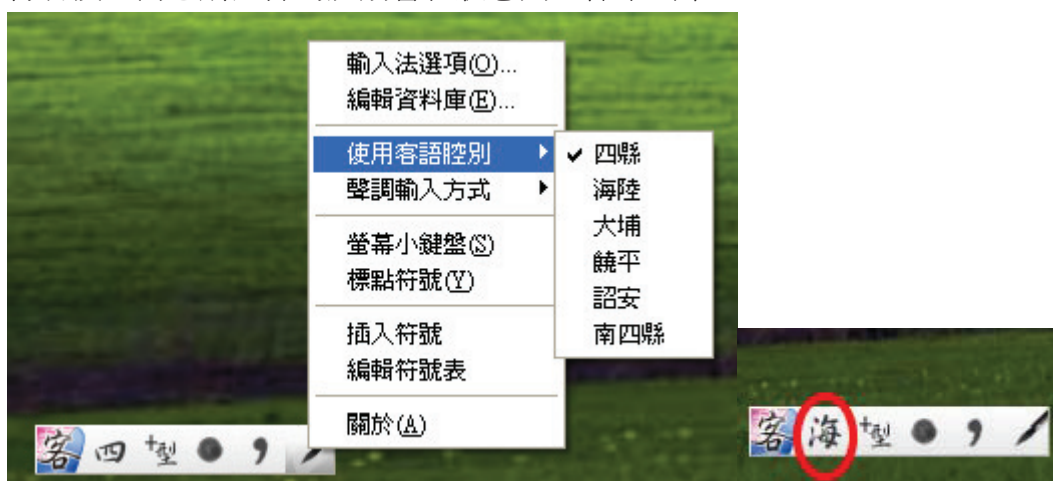 輸入法選項(O)...
編輯資料庫(E)...
使用客語腔別
聲調輸入方式
螢幕小鍵盤(S)
標點符號(Y)
插入符號
編輯符號表
關於(A)
四縣
海陸
大埔
饒平
詔安
南四縣
客 四 +型 ,
客 海 +型 ,